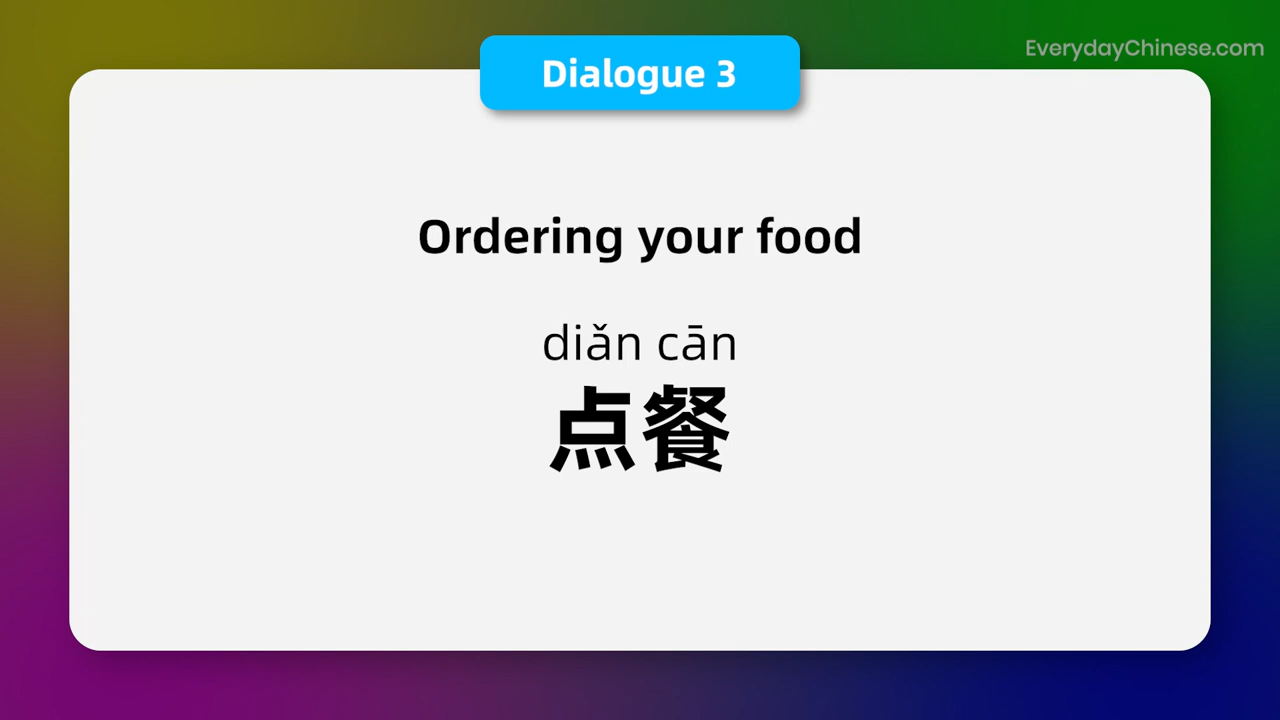 EverydayChinese.com
Dialogue 3
Ordering your food
diǎn cān
点餐